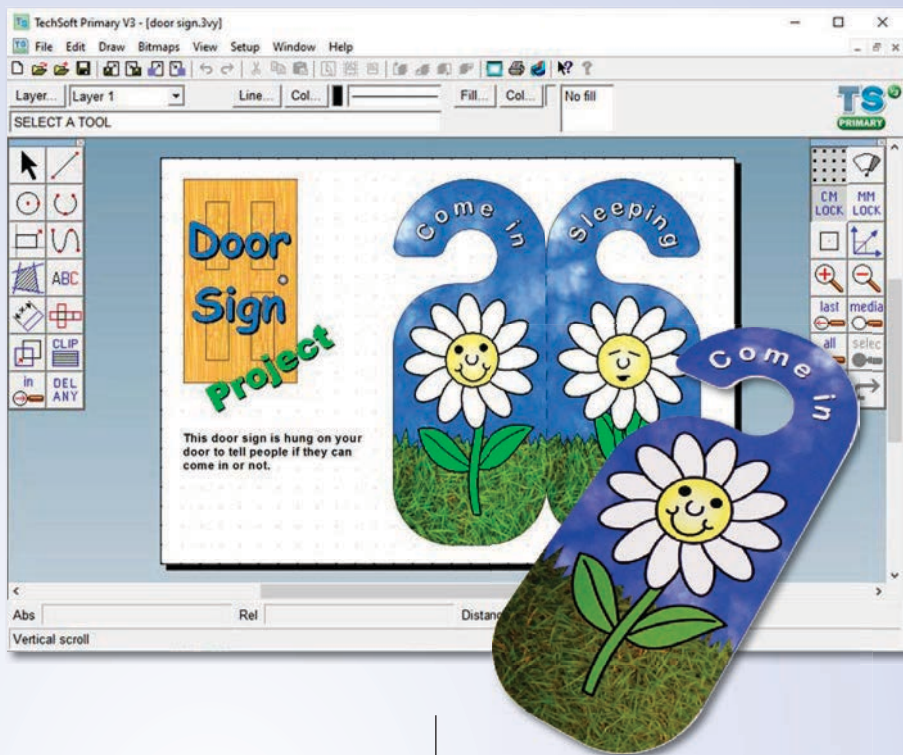 TechSoft Primary V3 - [door sign.3vy]
File Edit Draw Bitmaps View Setup Window Help
Layer... Layer 1 Line... Col... Fill... Col... No fill
SELECT A TOOL
TS V3
PRIMARY
ABC
CLIP
in DEL ANY
CM LOCK MM LOCK
last media
all selec
Door
Sign
Project
This door sign is hung on your
door to tell people if they can
come in or not.
Come in
Sleeping
Come in
Abs Rel
Vertical scroll